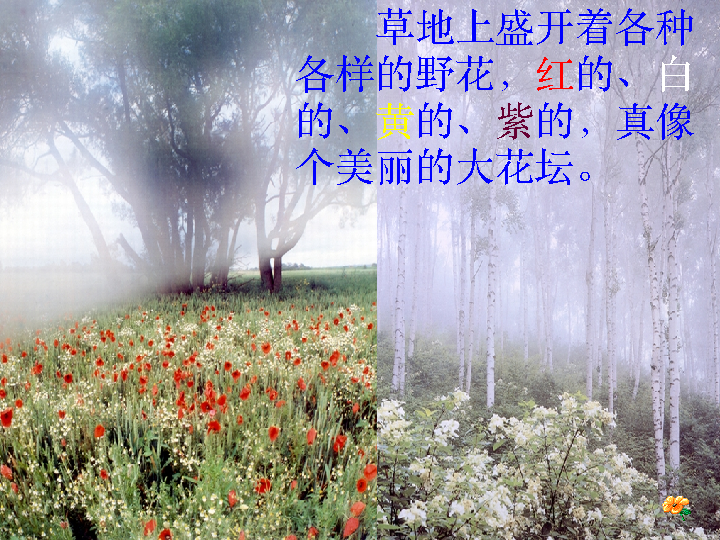 草地上盛开着各种
各样的野花，红的、白
的、黄的、紫的，真像
个美丽的大花坛。